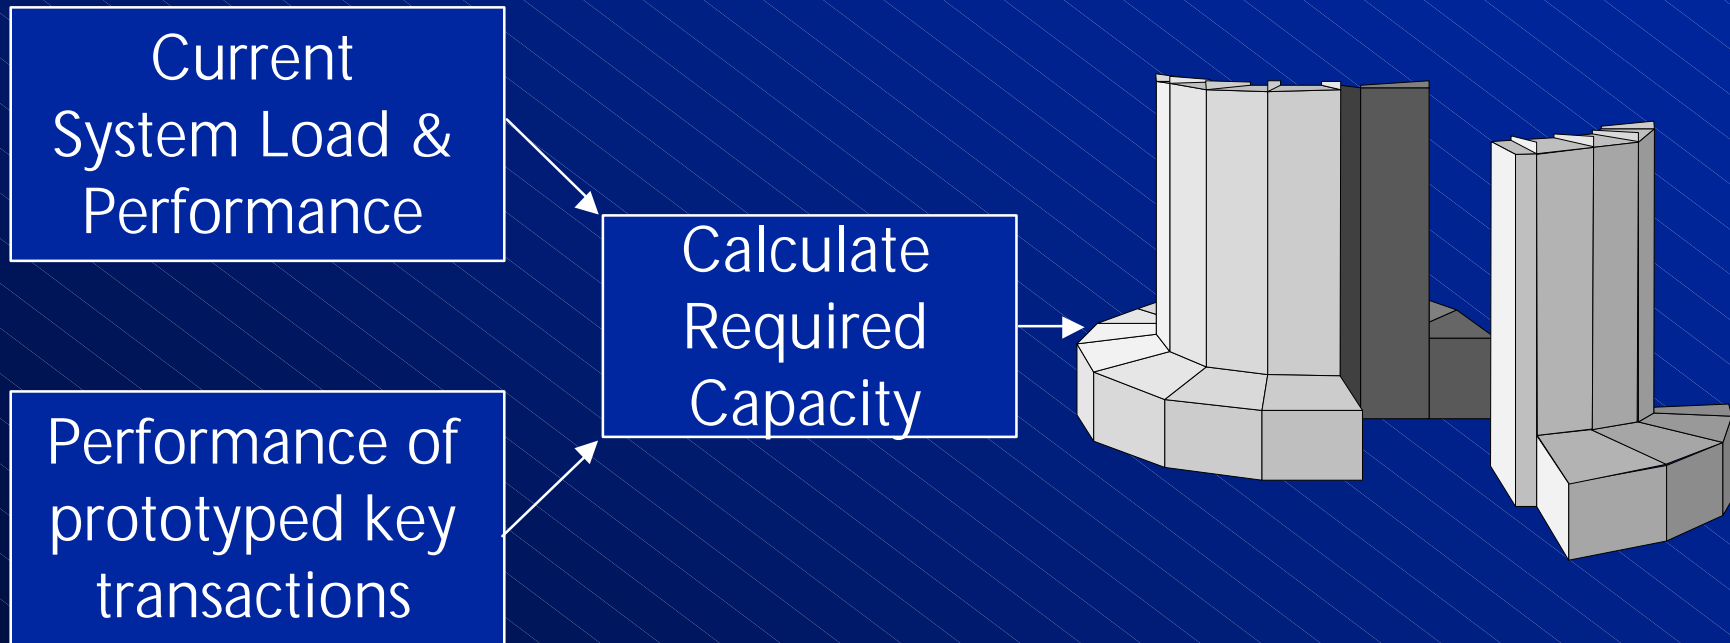 Current
System Load &
Performance
Calculate
Required
Capacity
Performance of
prototyped key
transactions